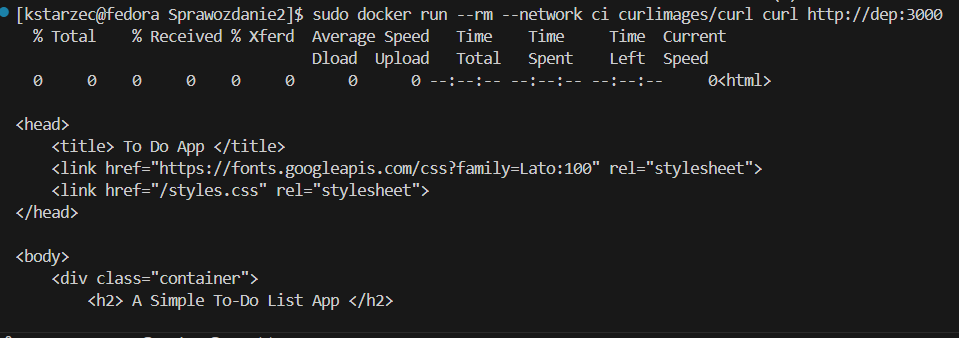 [kstarzec@fedora Sprawozdanie2]$ sudo docker run --rm --network ci curlimages/curl curl http://dep:3000
  % Total    % Received % Xferd  Average Speed   Time    Time     Time  Current
                                 Dload  Upload   Total   Spent    Left  Speed
  0     0    0     0    0     0      0      0 --:--:-- --:--:-- --:--:--     0<html>
<head>
    <title> To Do App </title>
    <link href="https://fonts.googleapis.com/css?family=Lato:100" rel="stylesheet">
    <link href="/styles.css" rel="stylesheet">
</head>
<body>
    <div class="container">
        <h2> A Simple To-Do List App </h2>